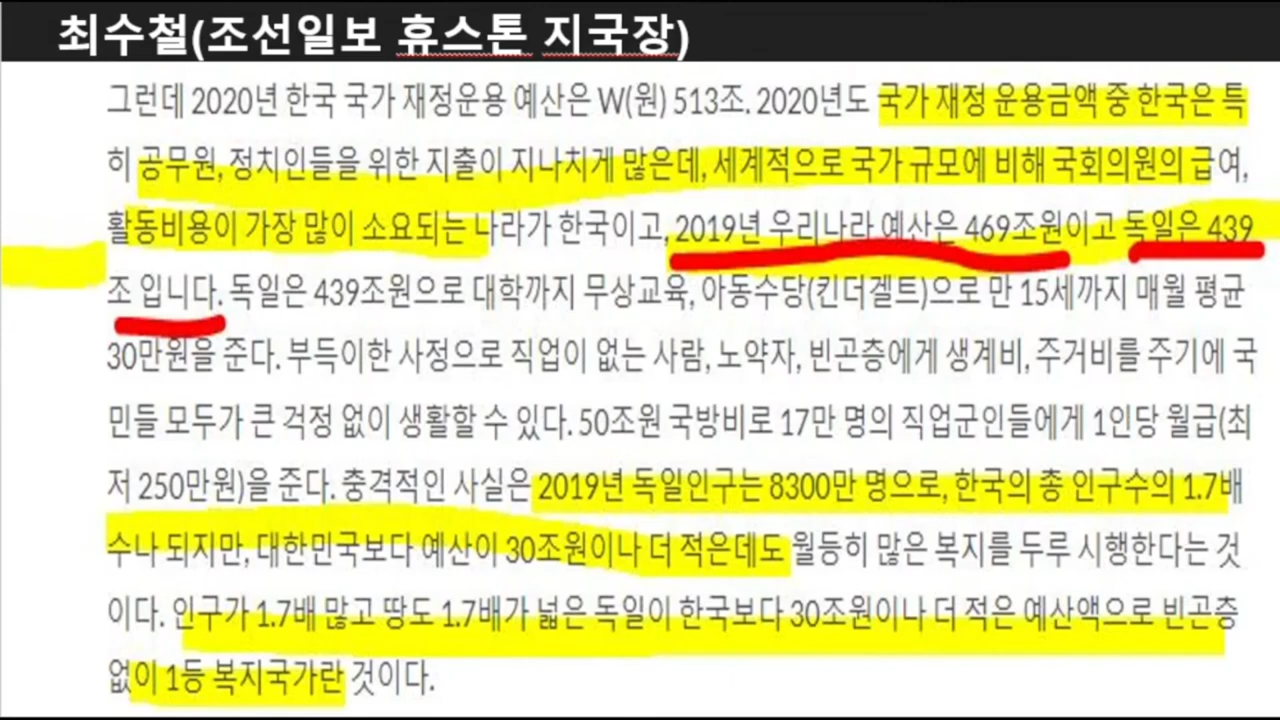 최수철(조선일보 휴스톤 지국장)
그런데 2020년 한국 국가 재정운용 예산은 W(원) 513조. 2020년도 국가 재정 운용금액 중 한국은 특
히 공무원, 정치인들을 위한 지출이 지나치게 많은데, 세계적으로 국가 규모에 비해 국회의원의 급여,
활동비용이 가장 많이 소요되는 나라가 한국이고, 2019년 우리나라 예산은 469조원이고 독일은 439
조 입니다. 독일은 439조원으로 대학까지 무상교육, 아동수당(킨더겔트)으로 만 15세까지 매월 평균
30만원을 준다. 부득이한 사정으로 직업이 없는 사람, 노약자, 빈곤층에게 생계비, 주거비를 주기에 국
민들 모두가 큰 걱정 없이 생활할 수 있다. 50조원 국방비로 17만 명의 직업군인들에게 1인당 월급(최
저 250만원)을 준다. 충격적인 사실은 2019년 독일인구는 8300만 명으로, 한국의 총 인구수의 1.7배
수나 되지만, 대한민국보다 예산이 30조원이나 더 적은데도 월등히 많은 복지를 두루 시행한다는 것
이다. 인구가 1.7배 많고 땅도 1.7배가 넓은 독일이 한국보다 30조원이나 더 적은 예산액으로 빈곤층
없이 1등 복지국가란 것이다.